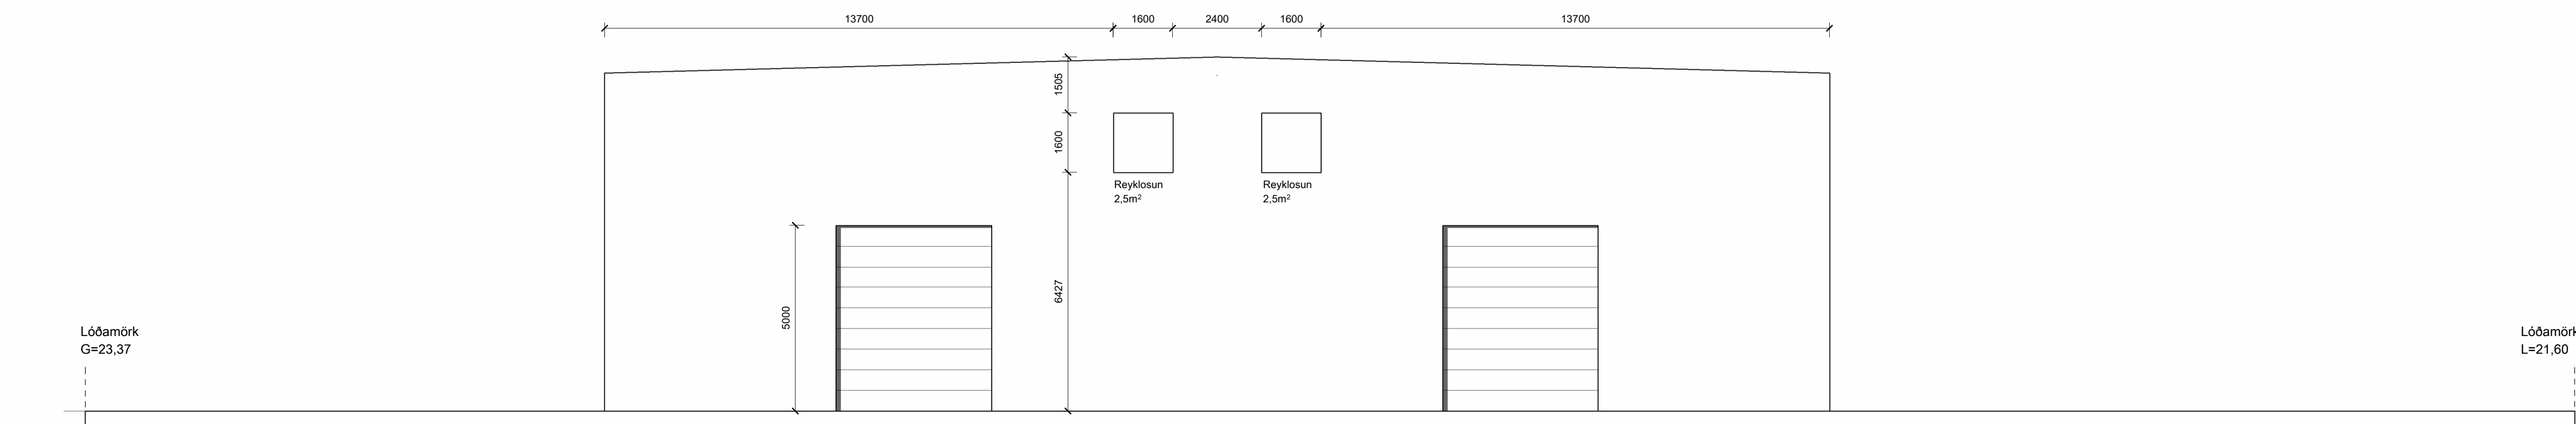 13700
1600
2400
1600
13700
1505
1600
Reyklosun
2,5m²
Reyklosun
2,5m²
6427
5000
Lóðamörk
G=23,37
Lóðamörk
L=21,60